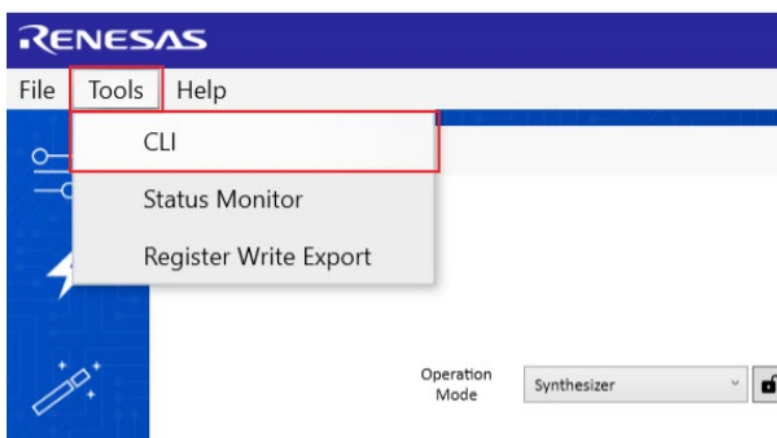 RENESAS
File Tools Help
CLI
Status Monitor
Register Write Export
Operation
Mode
Synthesizer